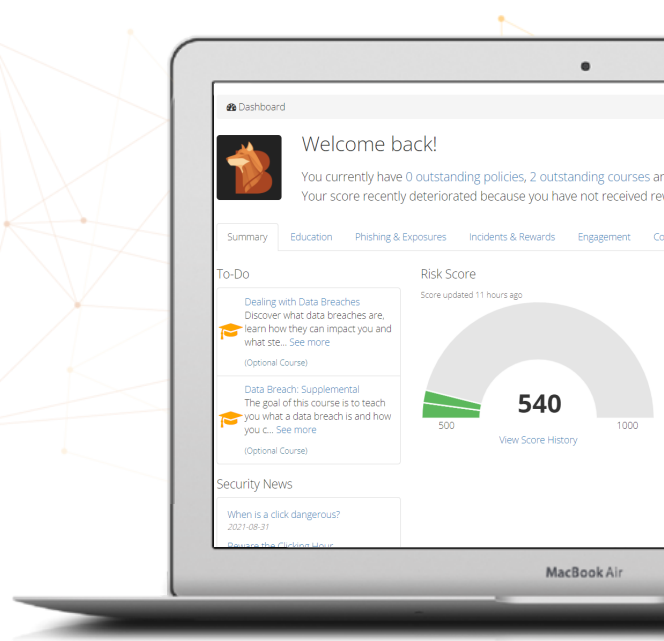 Dashboard
Welcome back!
You currently have 0 outstanding policies, 2 outstanding courses
Your score recently deteriorated because you have not received
Summary Education Phishing & Exposures Incidents & Rewards Engagement
To-Do
Dealing with Data Breaches
Discover what data breaches are,
learn how they can impact you and
what ste... See more
(Optional Course)
Data Breach: Supplemental
The goal of this course is to teach
you what a data breach is and how
you c... See more
(Optional Course)
Security News
When is a click dangerous?
2021-08-31
Beware the Clicking Hour
Risk Score
Score updated 11 hours ago
540
500 1000
View Score History
MacBook Air